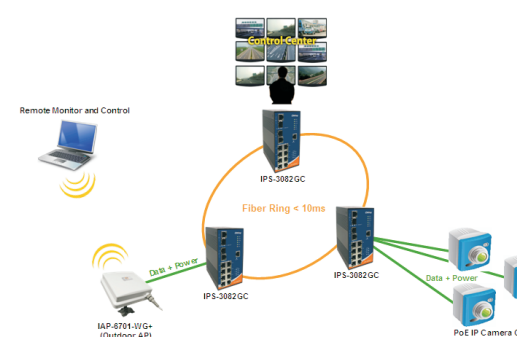 Control Center
Remote Monitor and Control
IPS-3082GC
Fiber Ring < 10ms
Data + Power
IPS-3082GC
IPS-3082GC
Data + Power
IAP-6701-WG+
(Outdoor AP)
PoE IP Camera